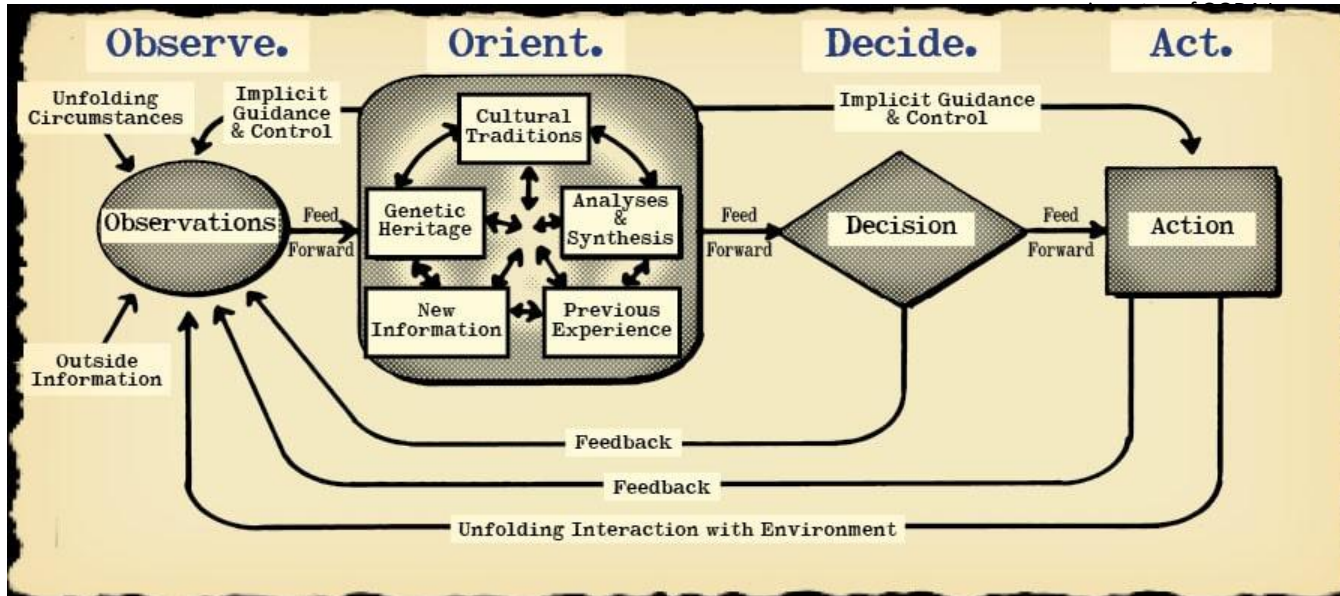 Observe.
Orient.
Decide.
Act.
Unfolding
Circumstances
Implicit
Guidance
& Control
Cultural
Traditions
Implicit Guidance
& Control
Observations
Feed
Forward
Genetic
Heritage
Analyses
&
Synthesis
Feed
Forward
Decision
Feed
Forward
Action
New
Information
Previous
Experience
Outside
Information
Feedback
Feedback
Unfolding Interaction with Environment